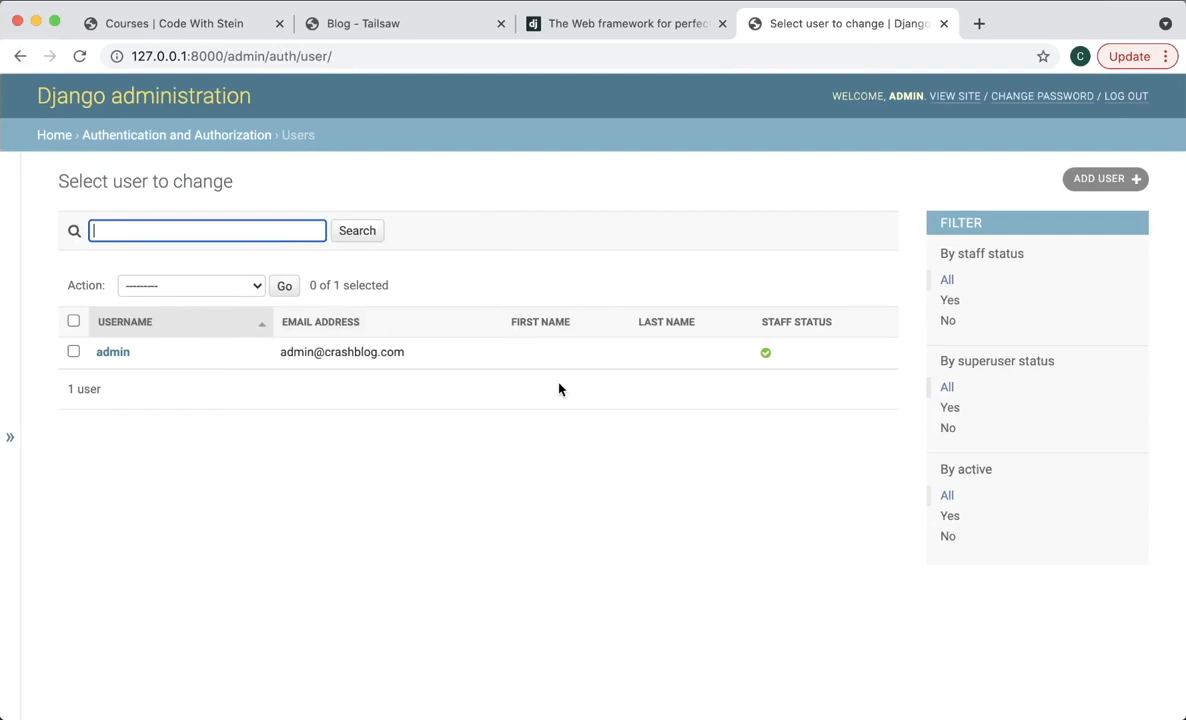 Courses | Code With Stein
Blog - Tailsaw
dj The Web framework for perfec
Select user to change | Django
127.0.0.1:8000/admin/auth/user/
C
Update
Django administration
WELCOME, ADMIN. VIEW SITE / CHANGE PASSWORD / LOG OUT
Home › Authentication and Authorization › Users
Select user to change
ADD USER +
Search
FILTER
By staff status
All
Yes
No
By superuser status
All
Yes
No
By active
All
Yes
No
Action: --------- Go 0 of 1 selected
USERNAME EMAIL ADDRESS FIRST NAME LAST NAME STAFF STATUS
admin admin@crashblog.com
1 user
»